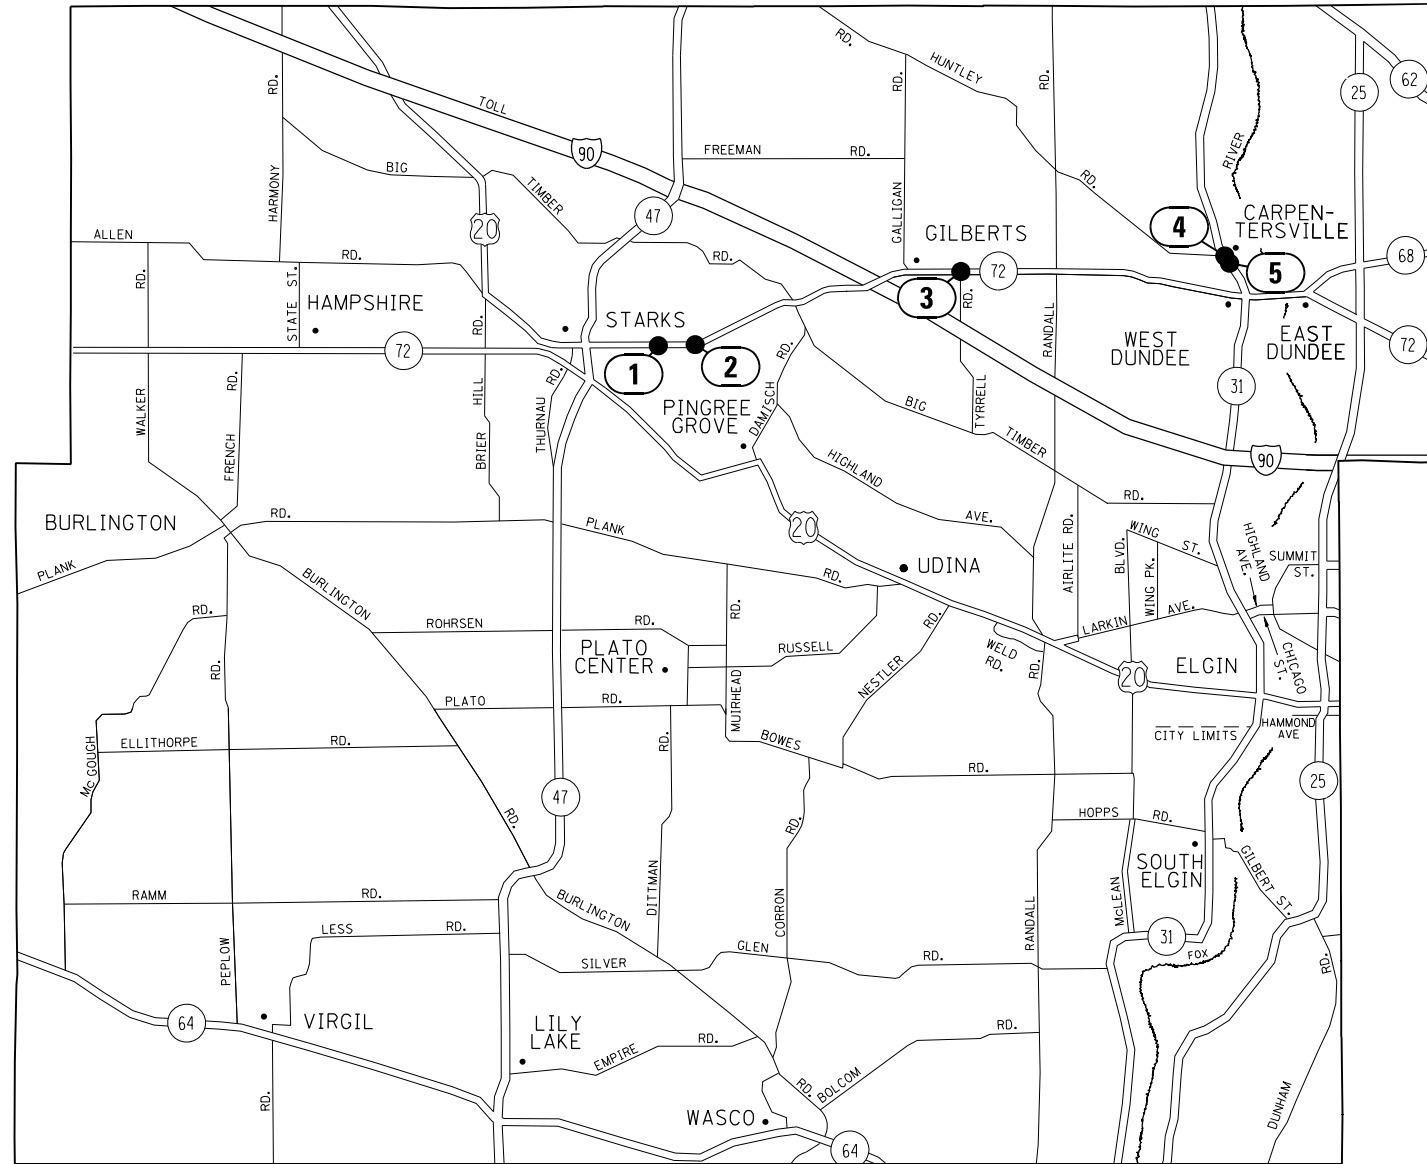 RD.
HUNTLEY
RD.
RD.
RD.
62
25
TOLL
90
FREEMAN
RD.
RIVER
BIG
TIMBER
RD.
HARMONY
20
47
GALLIGAN
GILBERTS
4
CARPEN-
TERSVILLE
ALLEN
RD.
RD.
RD.
72
68
5
STATE ST.
HAMPSHIRE
3
RD.
RANDALL
STARKS
RD.
WEST
DUNDEE
EAST
DUNDEE
72
72
1
2
RD.
RD.
RD.
31
WALKER
HILL
THURNAU
PINGREE
GROVE
DAMISCH
BIG
TYRRELL
TIMBER
FRENCH
BRIER
HIGHLAND
90
RD.
BURLINGTON
RD.
PLANK
20
AVE.
WING
ST.
HIGHLAND
AVE.
SUMMIT
ST.
PLANK
UDINA
AIRLITE RD.
BLVD.
WING PK.
BURLINGTON
RD.
RD.
RD.
AVE.
ROHRSEN
RD.
LARKIN
PLATO
CENTER
RUSSELL
RD.
WELD
RD.
CHICAGO
ST.
RD.
NESTLER
RD.
ELGIN
20
PLATO
RD.
MUIRHEAD
HAMMOND
AVE
CITY LIMITS
ELLITHORPE
RD.
RD.
BOWES
RD.
McGOUGH
47
25
RD.
RD.
HOPPS
RD.
SOUTH
ELGIN
GILBERT ST.
RAMM
RD.
DITTMAN
CORRON
McLEAN
BURLINGTON
RANDALL
LESS
RD.
31
PEPLOW
GLEN
RD.
FOX
SILVER
RD.
64
VIRGIL
LILY
LAKE
RD.
RD.
EMPIRE
RD.
BOLCOM
RD.
WASCO
DUNHAM
64